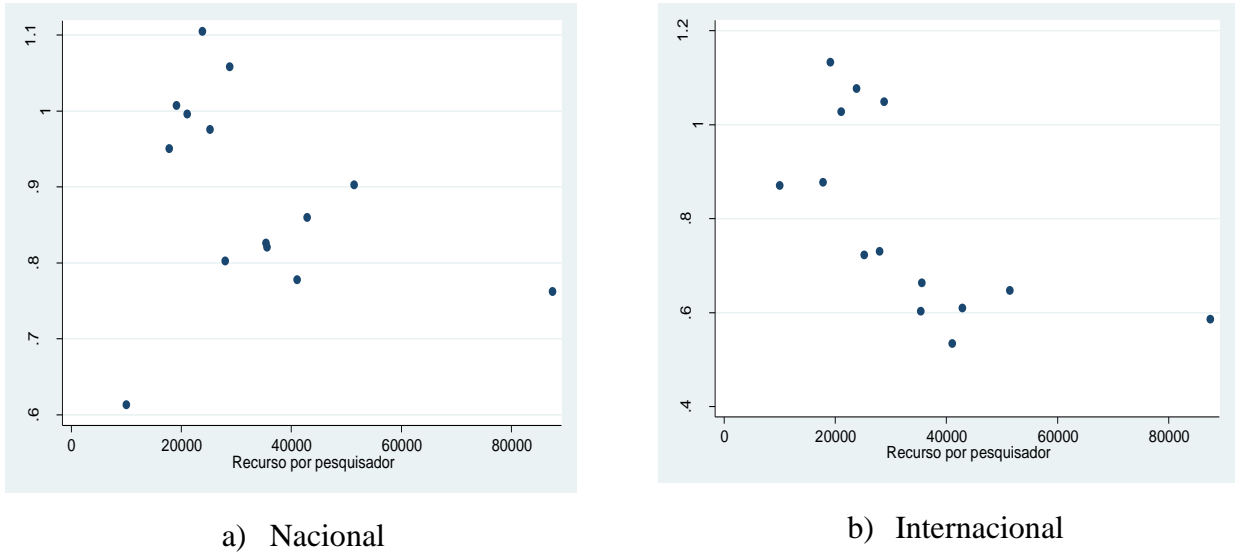 1.1
1
.9
.8
.7
.6
0 20000 40000 60000 80000
Recurso por pesquisador
a) Nacional
1.2
1
.8
.6
.4
0 20000 40000 60000 80000
Recurso por pesquisador
b) Internacional